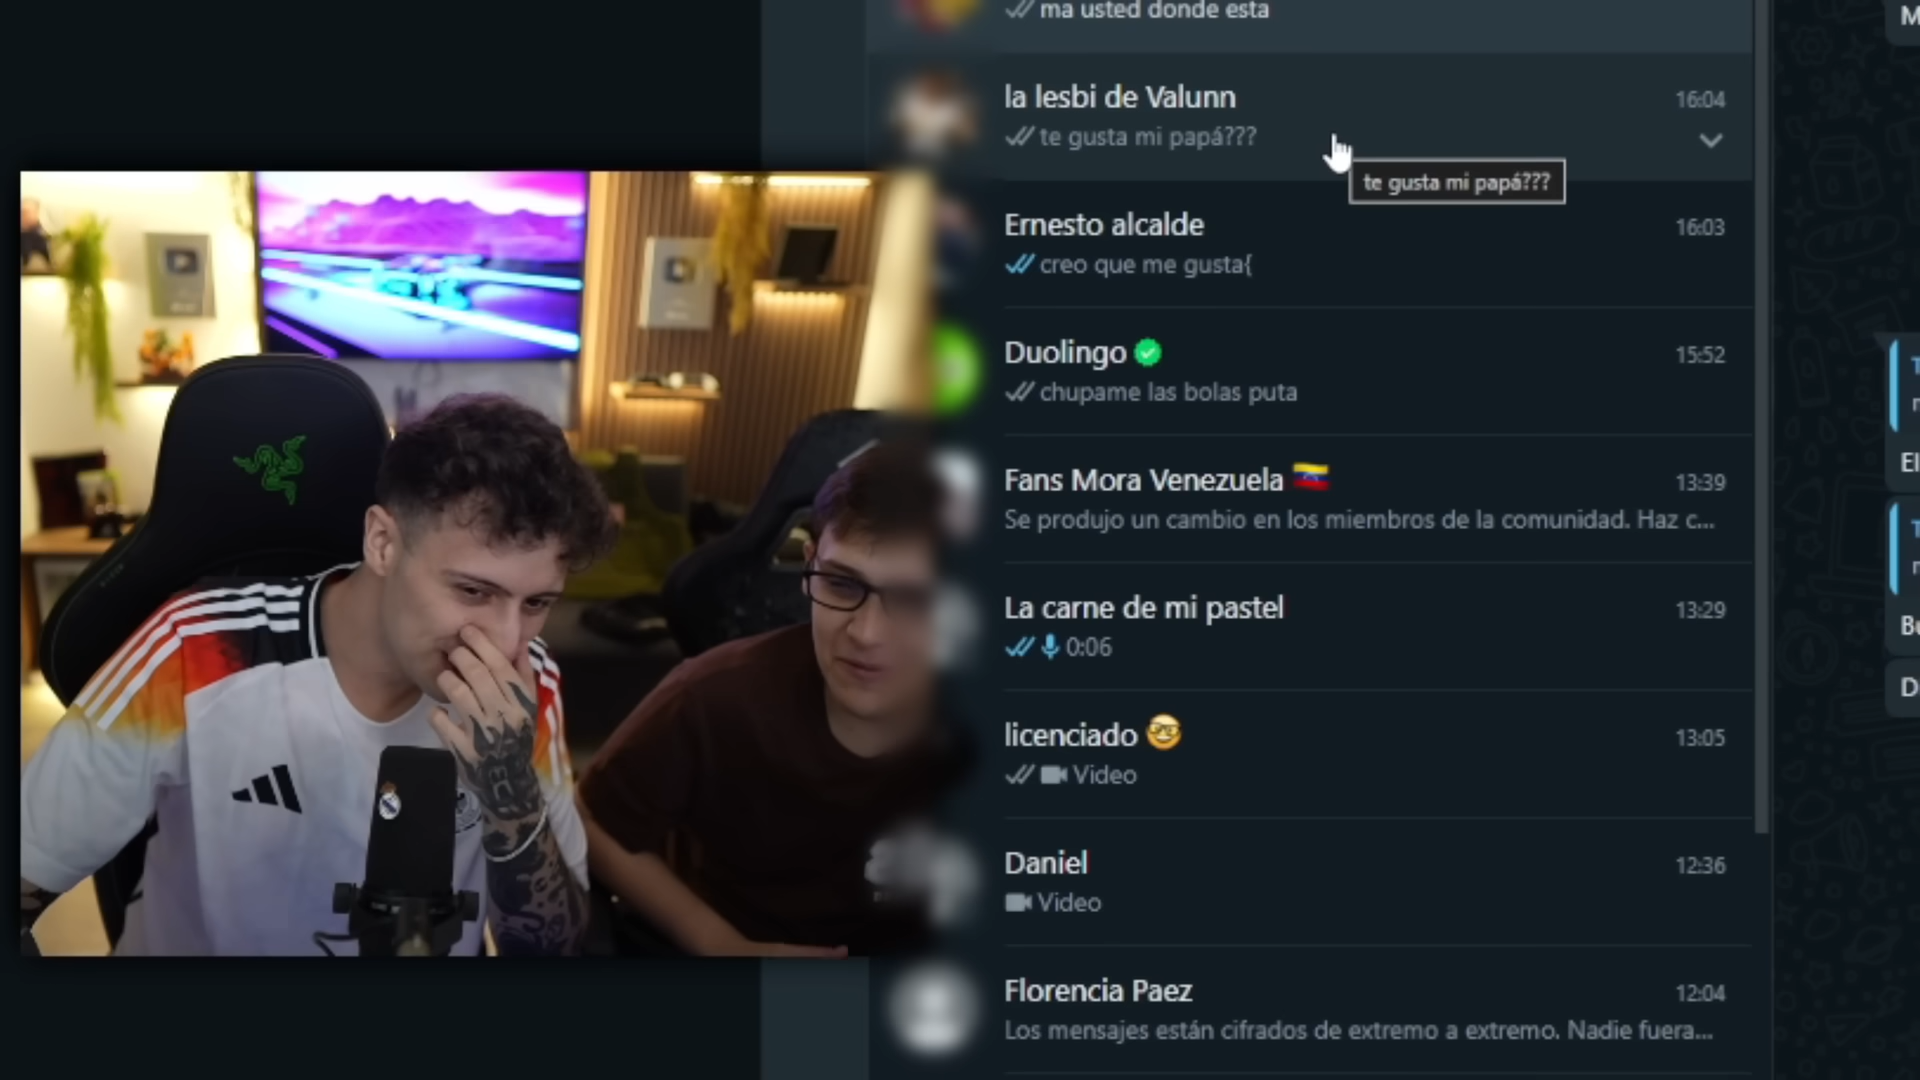 ma usted donde esta
la lesbi de Valunn 16:04
te gusta mi papá???
te gusta mi papá???
Ernesto alcalde 16:03
creo que me gusta{
Duolingo 15:52
chupame las bolas puta
Fans Mora Venezuela 13:39
Se produjo un cambio en los miembros de la comunidad. Haz c...
La carne de mi pastel 13:29
0:06
licenciado 🤓 13:05
Video
Daniel 12:36
Video
Florencia Paez 12:04
Los mensajes están cifrados de extremo a extremo. Nadie fuera...